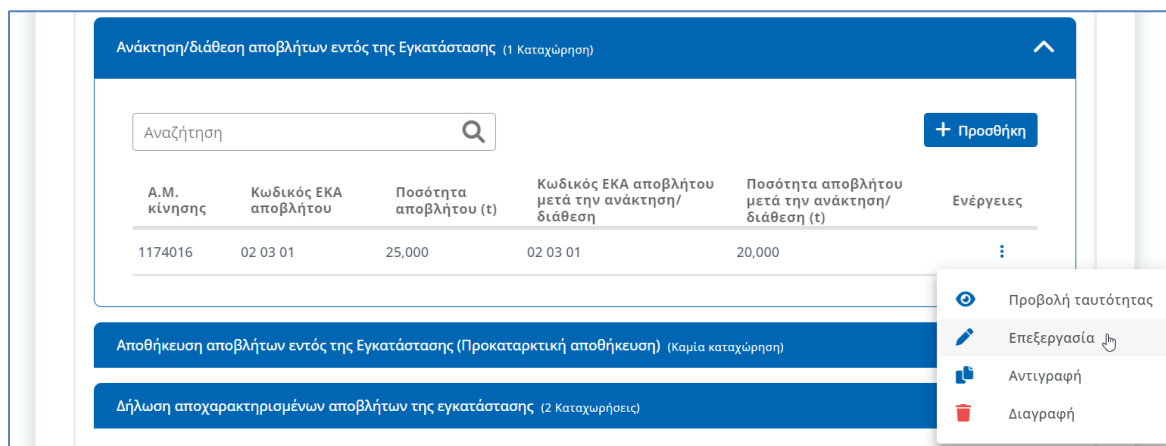 Ανάκτηση/διάθεση αποβλήτων εντός της Εγκατάστασης (1 Καταχώρηση)
Αναζήτηση
+ Προσθήκη
Α.Μ. κίνησης
Κωδικός ΕΚΑ αποβλήτου
Ποσότητα αποβλήτου (t)
Κωδικός ΕΚΑ αποβλήτου μετά την ανάκτηση/ διάθεση
Ποσότητα αποβλήτου μετά την ανάκτηση/ διάθεση (t)
Ενέργειες
1174016 02 03 01 25,000 02 03 01 20,000
Προβολή ταυτότητας
Επεξεργασία
Αντιγραφή
Διαγραφή
Αποθήκευση αποβλήτων εντός της Εγκατάστασης (Προκαταρκτική αποθήκευση) (Καμία καταχώρηση)
Δήλωση αποχαρακτηρισμένων αποβλήτων της εγκατάστασης (2 Καταχωρήσεις)